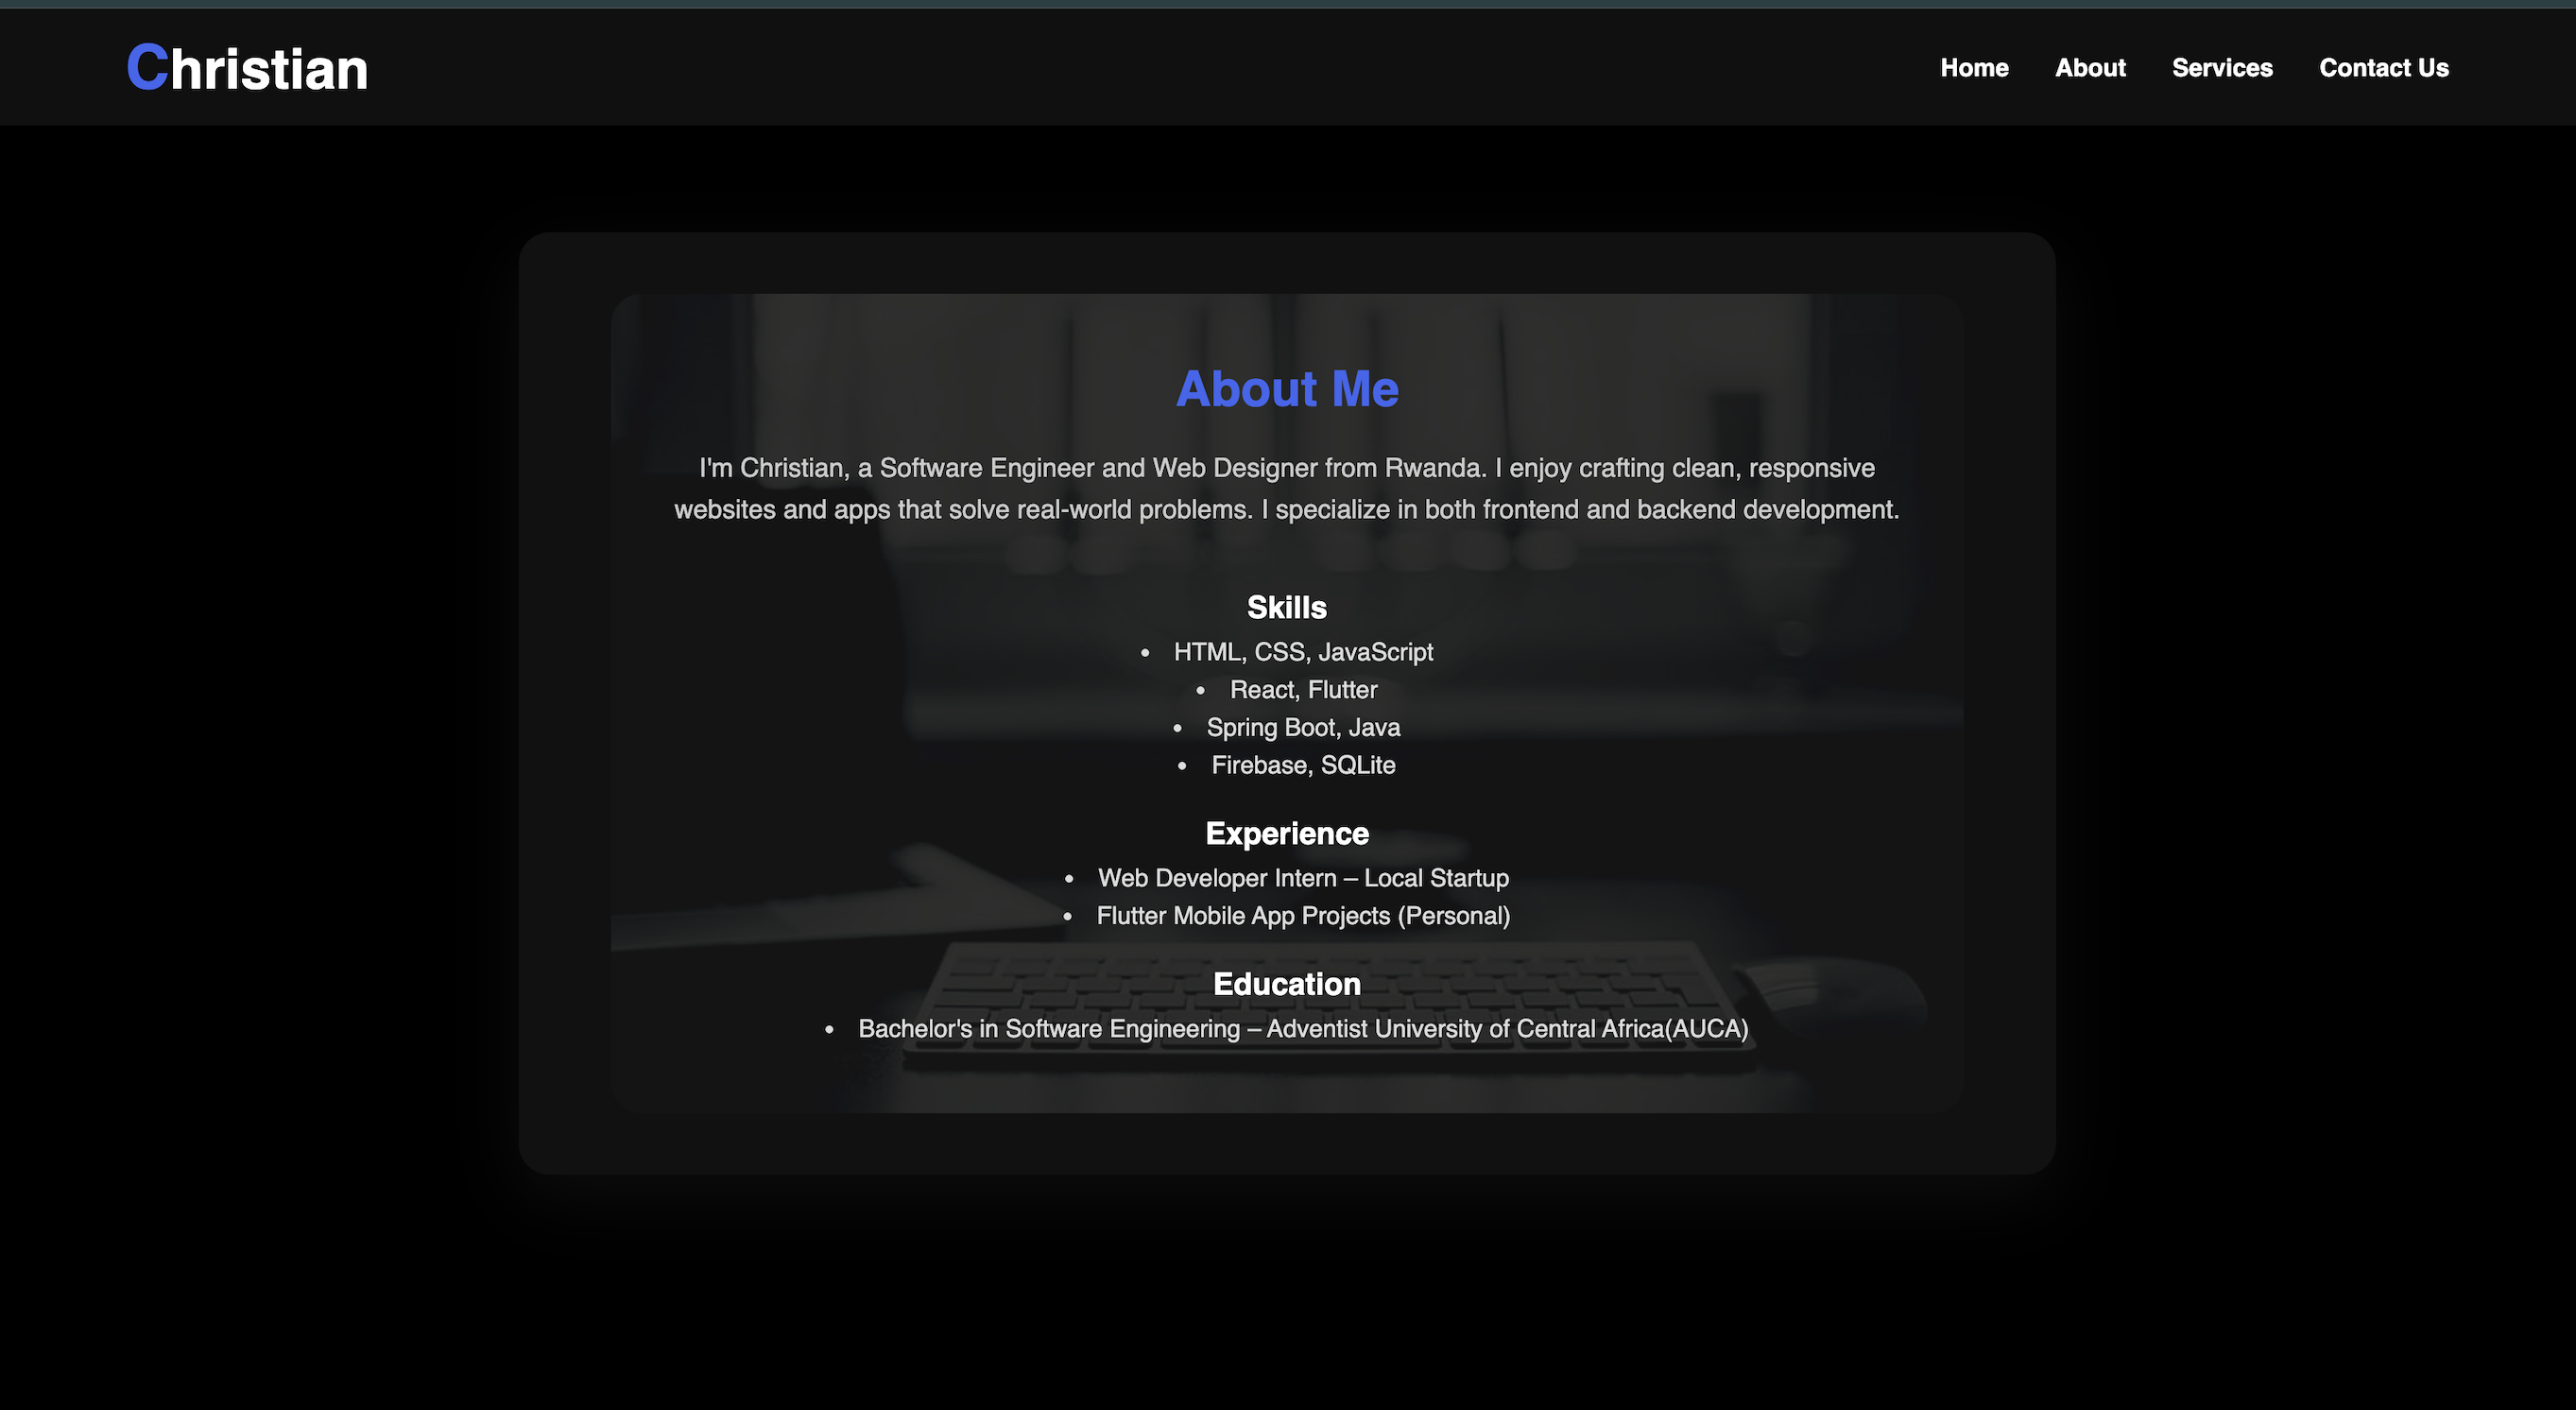 Christian
Home About Services Contact Us
About Me
I'm Christian, a Software Engineer and Web Designer from Rwanda. I enjoy crafting clean, responsive
websites and apps that solve real-world problems. I specialize in both frontend and backend development.
Skills
• HTML, CSS, JavaScript
• React, Flutter
• Spring Boot, Java
• Firebase, SQLite
Experience
• Web Developer Intern – Local Startup
• Flutter Mobile App Projects (Personal)
Education
• Bachelor's in Software Engineering – Adventist University of Central Africa(AUCA)